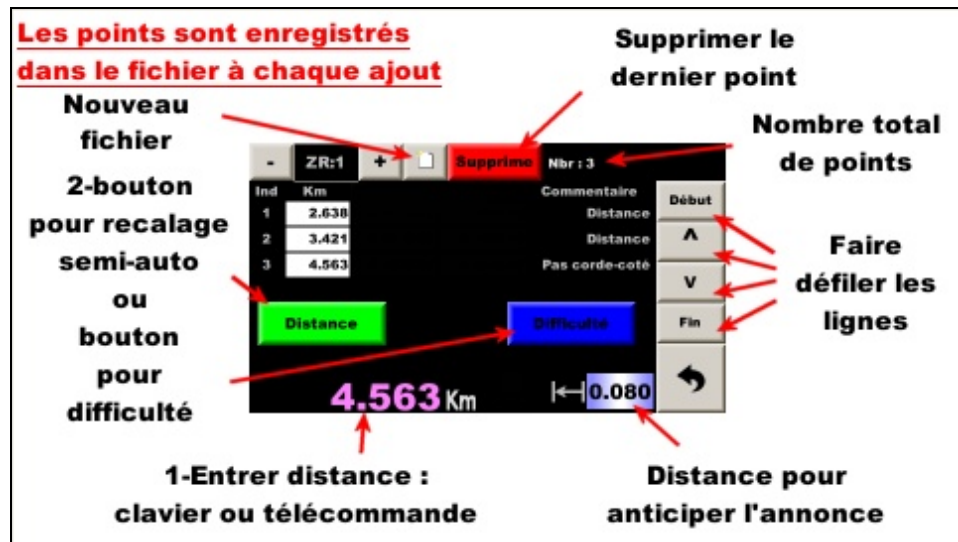 Les points sont enregistrés
dans le fichier à chaque ajout
Supprimer le
dernier point
Nouveau
fichier
Nombre total
de points
- ZR:1 + Supprime Nbr : 3
2-bouton
pour recalage
semi-auto
ou
bouton
pour
difficulté
Ind Km Commentaire
1 2.638 Distance
2 3.421 Distance
3 4.563 Pas corde-coté
Début
^
v
Fin
Faire
défiler les
lignes
Distance
Difficulté
4.563 Km
0.080
1-Entrer distance :
clavier ou télécommande
Distance pour
anticiper l'annonce